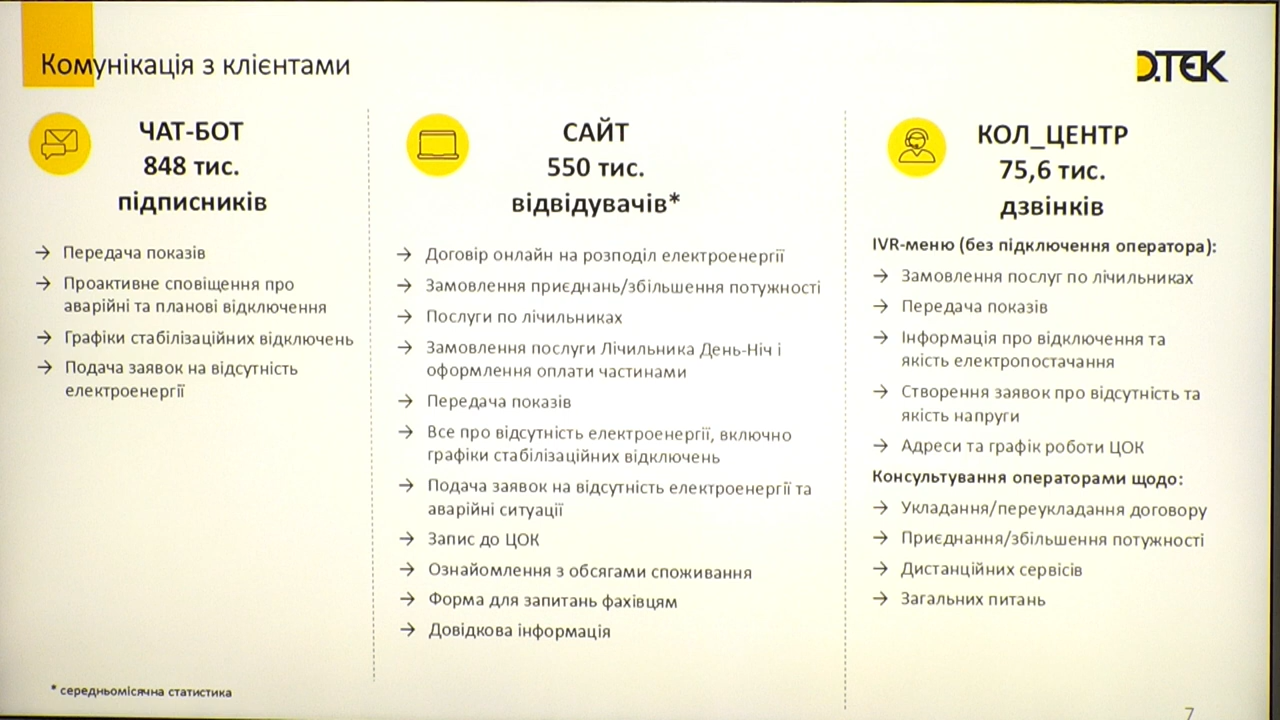 Комунікація з клієнтами
D.TEK
ЧАТ-БОТ
848 тис.
підписників
→ Передача показів
→ Проактивне сповіщення про
аварійні та планові відключення
→ Графіки стабілізаційних відключень
→ Подача заявок на відсутність
електроенергії
САЙТ
550 тис.
відвідувачів*
→ Договір онлайн на розподіл електроенергії
→ Замовлення приєднань/збільшення потужності
→ Послуги по лічильниках
→ Замовлення послуги Лічильника День-Ніч і
оформлення оплати частинами
→ Передача показів
→ Все про відсутність електроенергії, включно
графіки стабілізаційних відключень
→ Подача заявок на відсутність електроенергії та
аварійні ситуації
→ Запис до ЦОК
→ Ознайомлення з обсягами споживання
→ Форма для запитань фахівцям
→ Довідкова інформація
КОЛ_ЦЕНТР
75,6 тис.
дзвінків
IVR-меню (без підключення оператора):
→ Замовлення послуг по лічильниках
→ Передача показів
→ Інформація про відключення та
якість електропостачання
→ Створення заявок про відсутність та
якість напруги
→ Адреси та графік роботи ЦОК
Консультування операторами щодо:
→ Укладання/переукладання договору
→ Приєднання/збільшення потужності
→ Дистанційних сервісів
→ Загальних питань
* середньомісячна статистика
7